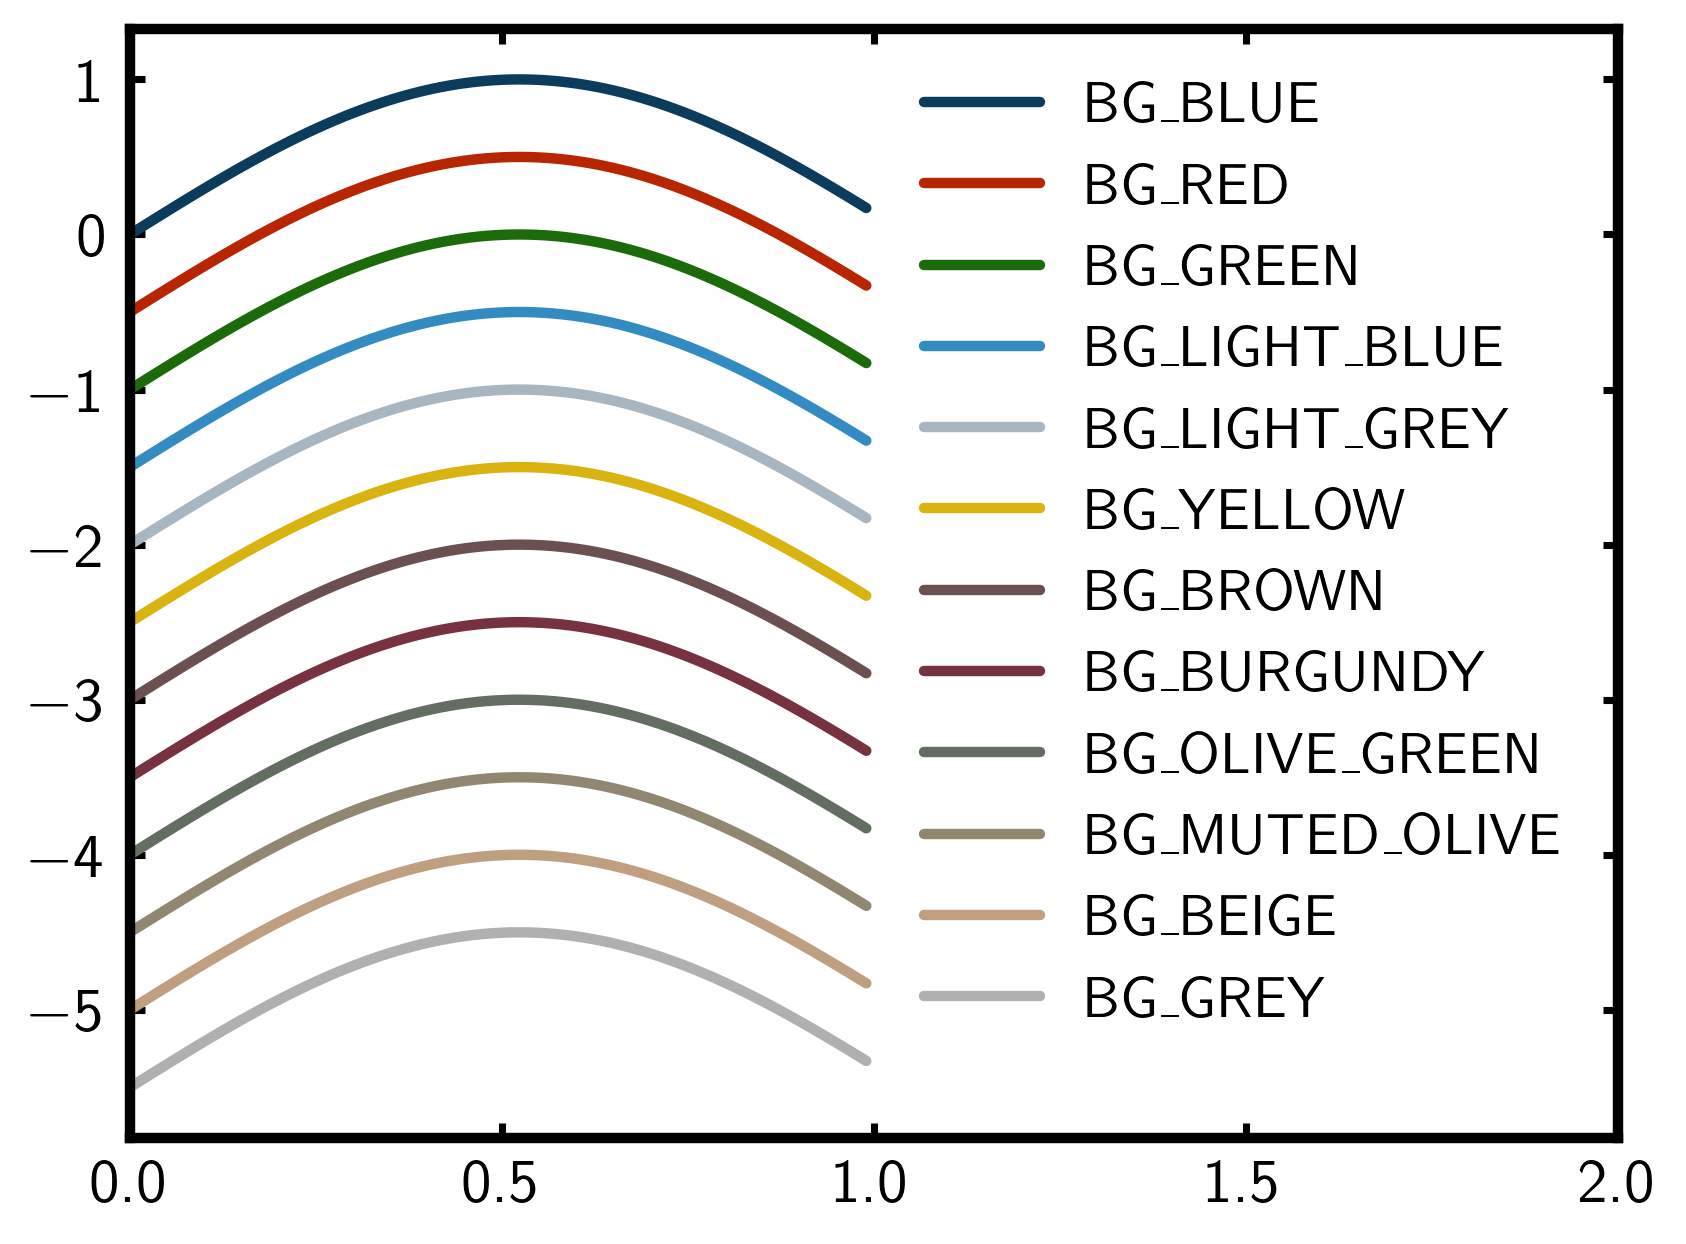 1
0
−1
−2
−3
−4
−5
0.0 0.5 1.0 1.5 2.0
BG_BLUE
BG_RED
BG_GREEN
BG_LIGHT_BLUE
BG_LIGHT_GREY
BG_YELLOW
BG_BROWN
BG_BURGUNDY
BG_OLIVE_GREEN
BG_MUTED_OLIVE
BG_BEIGE
BG_GREY